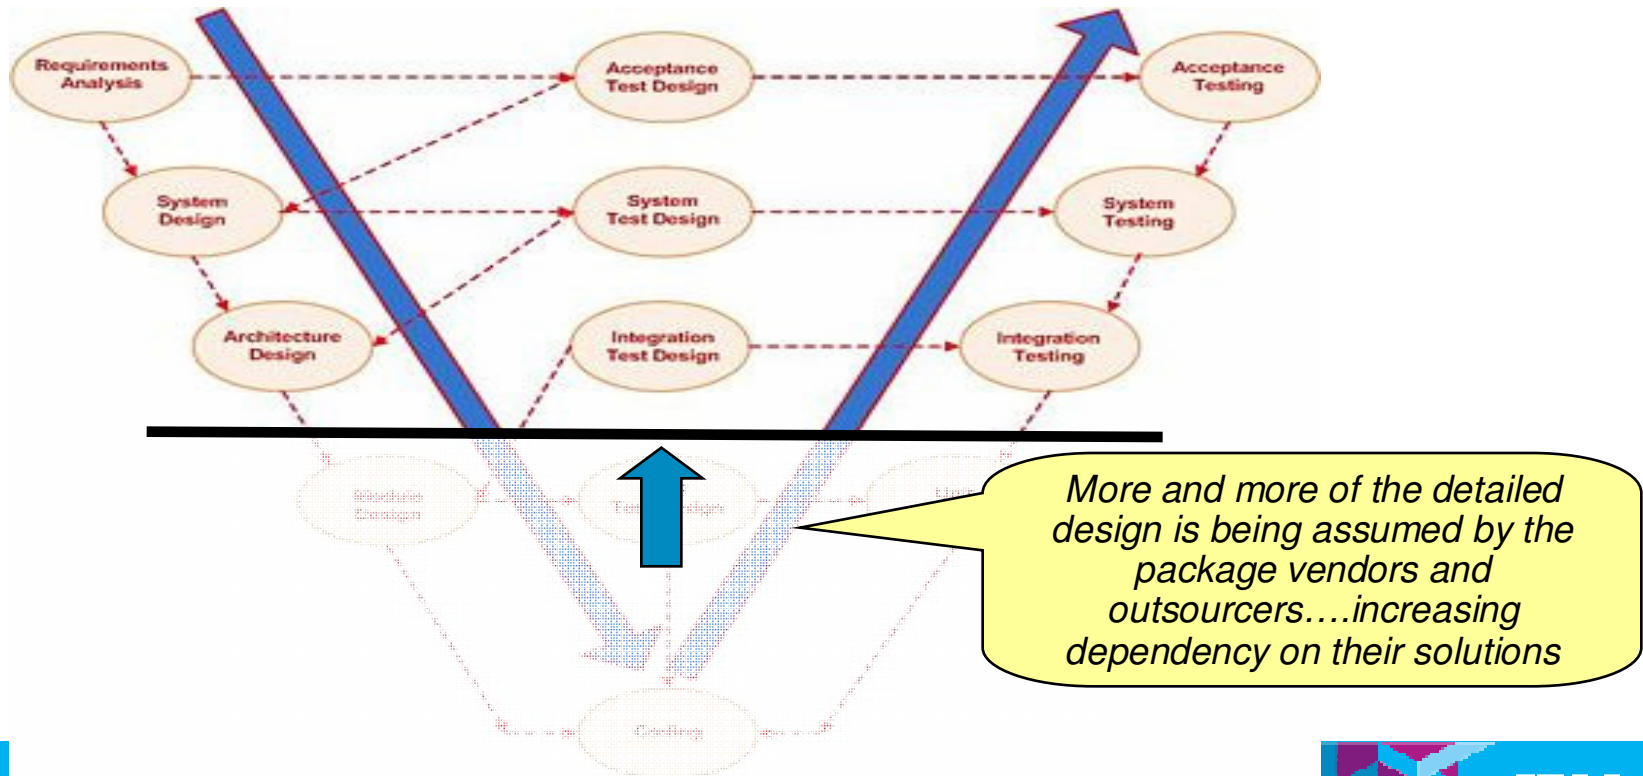 Requirements
Analysis
Acceptance
Test Design
Acceptance
Testing
System
Design
System
Test Design
System
Testing
Architecture
Design
Integration
Test Design
Integration
Testing
Design
Coding
More and more of the detailed
design is being assumed by the
package vendors and
outsourcers....increasing
dependency on their solutions